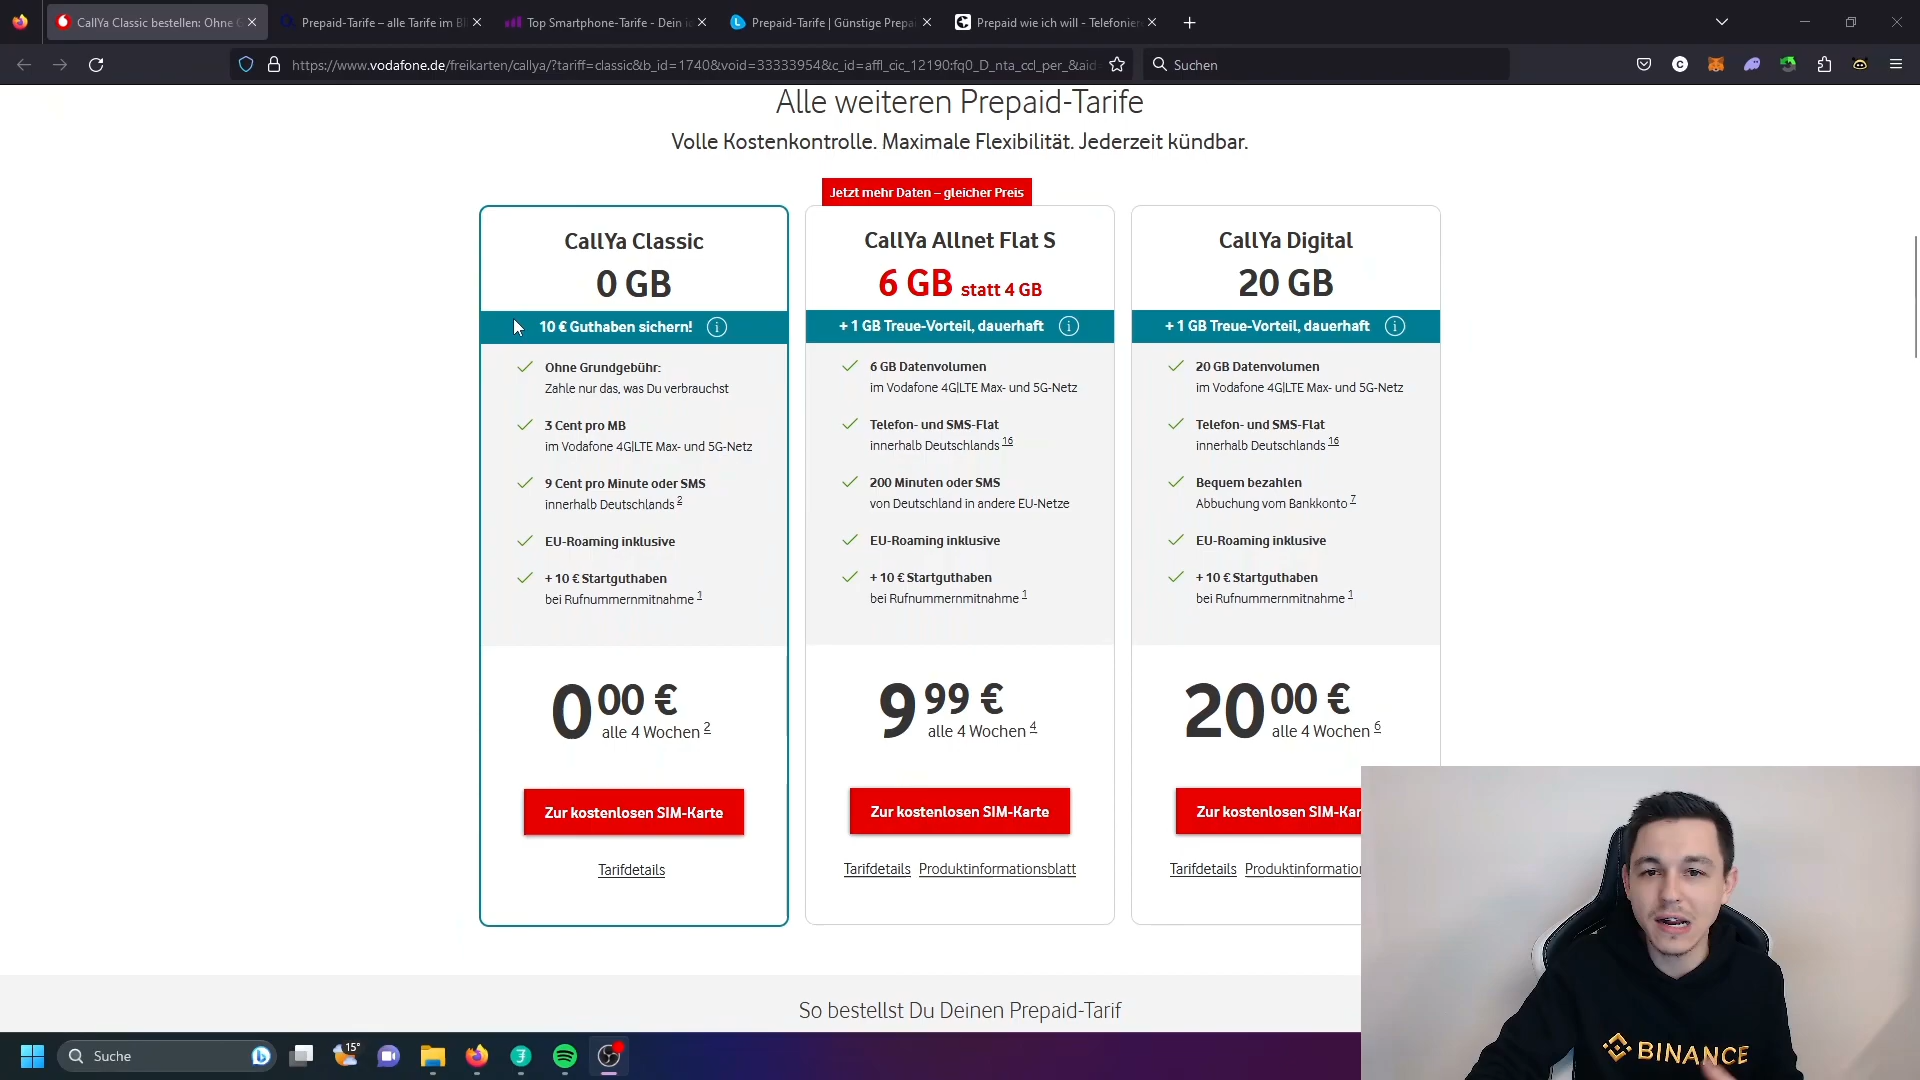 CallYa Classic bestellen: Ohne G
Prepaid-Tarife – alle Tarife im Bl
Top Smartphone-Tarife - Dein i
Prepaid-Tarife | Günstige Prepai
Prepaid wie ich will - Telefonier
https://www.vodafone.de/freikarten/callya/?tariff=classic&b_id=1740&void=33333954&c_id=affl_cic_12190:fq0_D_nta_ccl_per_&aid
Suchen
Alle weiteren Prepaid-Tarife
Volle Kostenkontrolle. Maximale Flexibilität. Jederzeit kündbar.
CallYa Classic
0 GB
10 € Guthaben sichern!
Ohne Grundgebühr:
Zahle nur das, was Du verbrauchst
3 Cent pro MB
im Vodafone 4G|LTE Max- und 5G-Netz
9 Cent pro Minute oder SMS
innerhalb Deutschlands 2
EU-Roaming inklusive
+ 10 € Startguthaben
bei Rufnummernmitnahme 1
0 00 €
alle 4 Wochen 2
Zur kostenlosen SIM-Karte
Tarifdetails
Jetzt mehr Daten – gleicher Preis
CallYa Allnet Flat S
6 GB statt 4 GB
+ 1 GB Treue-Vorteil, dauerhaft
6 GB Datenvolumen
im Vodafone 4G|LTE Max- und 5G-Netz
Telefon- und SMS-Flat
innerhalb Deutschlands 16
200 Minuten oder SMS
von Deutschland in andere EU-Netze
EU-Roaming inklusive
+ 10 € Startguthaben
bei Rufnummernmitnahme 1
9 99 €
alle 4 Wochen 4
Zur kostenlosen SIM-Karte
Tarifdetails Produktinformationsblatt
CallYa Digital
20 GB
+ 1 GB Treue-Vorteil, dauerhaft
20 GB Datenvolumen
im Vodafone 4G|LTE Max- und 5G-Netz
Telefon- und SMS-Flat
innerhalb Deutschlands 16
Bequem bezahlen
Abbuchung vom Bankkonto 7
EU-Roaming inklusive
+ 10 € Startguthaben
bei Rufnummernmitnahme 1
20 00 €
alle 4 Wochen 6
Zur kostenlosen SIM-Kar
Tarifdetails Produktinformatio
So bestellst Du Deinen Prepaid-Tarif
BINANCE
Suche
15°